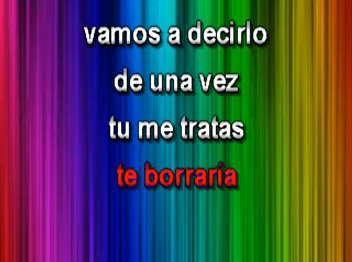 vamos a decirlo
de una vez
tu me tratas
te borraría